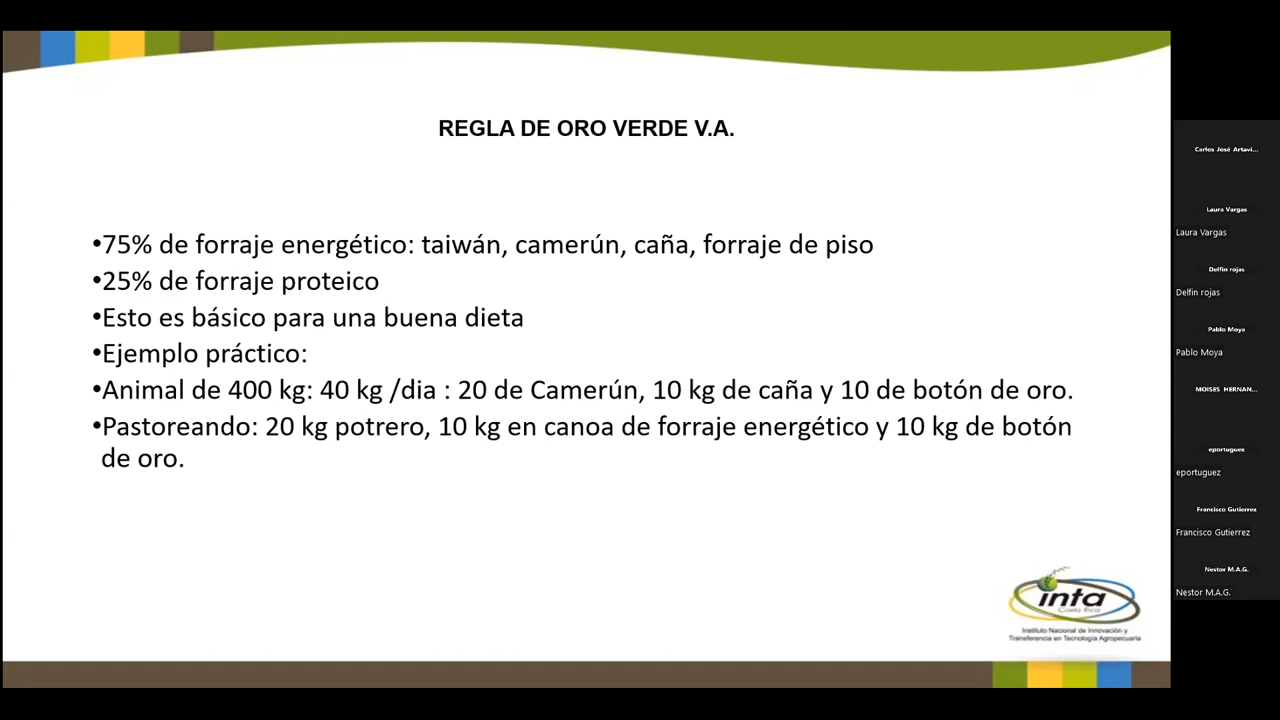 REGLA DE ORO VERDE V.A.
•75% de forraje energético: taiwán, camerún, caña, forraje de piso
•25% de forraje proteico
•Esto es básico para una buena dieta
•Ejemplo práctico:
•Animal de 400 kg: 40 kg /dia : 20 de Camerún, 10 kg de caña y 10 de botón de oro.
•Pastoreando: 20 kg potrero, 10 kg en canoa de forraje energético y 10 kg de botón
de oro.
inta
Costa Rica
Instituto Nacional de Innovación y
Transferencia en Tecnología Agropecuaria
Carlos José Artavi...
Laura Vargas
Laura Vargas
Delfin rojas
Delfin rojas
Pablo Moya
Pablo Moya
MOISES HERNAN...
eportuguez
eportuguez
Francisco Gutierrez
Francisco Gutierrez
Nestor M.A.G.
Nestor M.A.G.